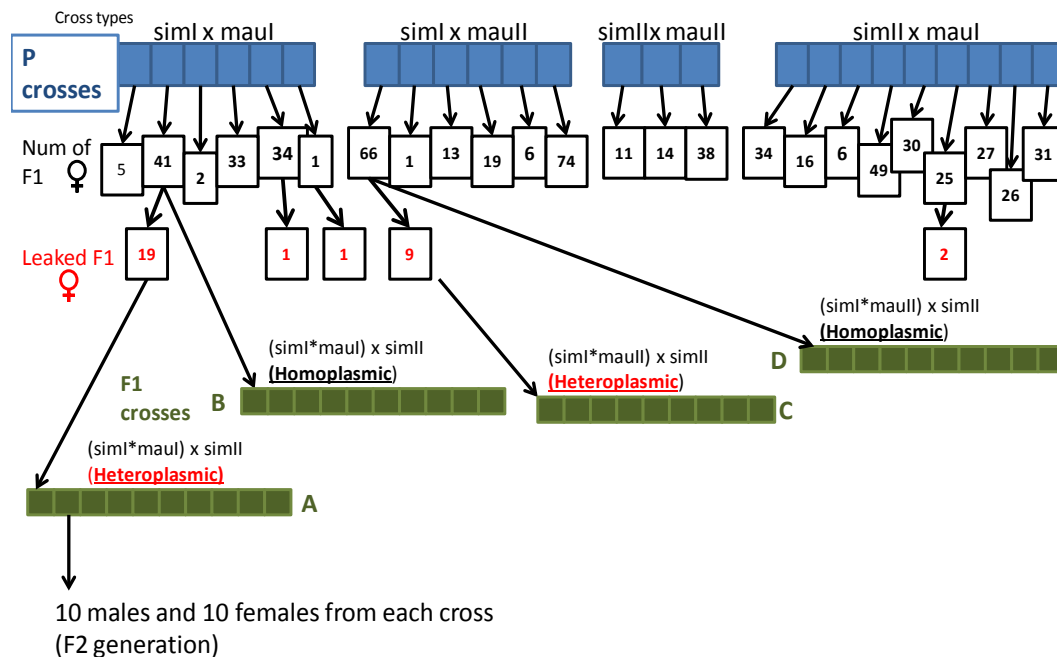 Cross types
simI x mauI
simI x mauII
simIIx mauII
simII x mauI
P
crosses
Num of
F1 ♀
5
41
2
33
34
1
66
1
13
19
6
74
11
14
38
34
16
6
49
30
25
27
26
31
Leaked F1
♀
19
1
1
9
2
(simI*mauII) x simII
(Homoplasmic)
D
(simI*mauI) x simII
(Homoplasmic)
(simI*mauII) x simII
(Heteroplasmic)
F1
crosses
B
C
(simI*mauI) x simII
(Heteroplasmic)
A
10 males and 10 females from each cross
(F2 generation)